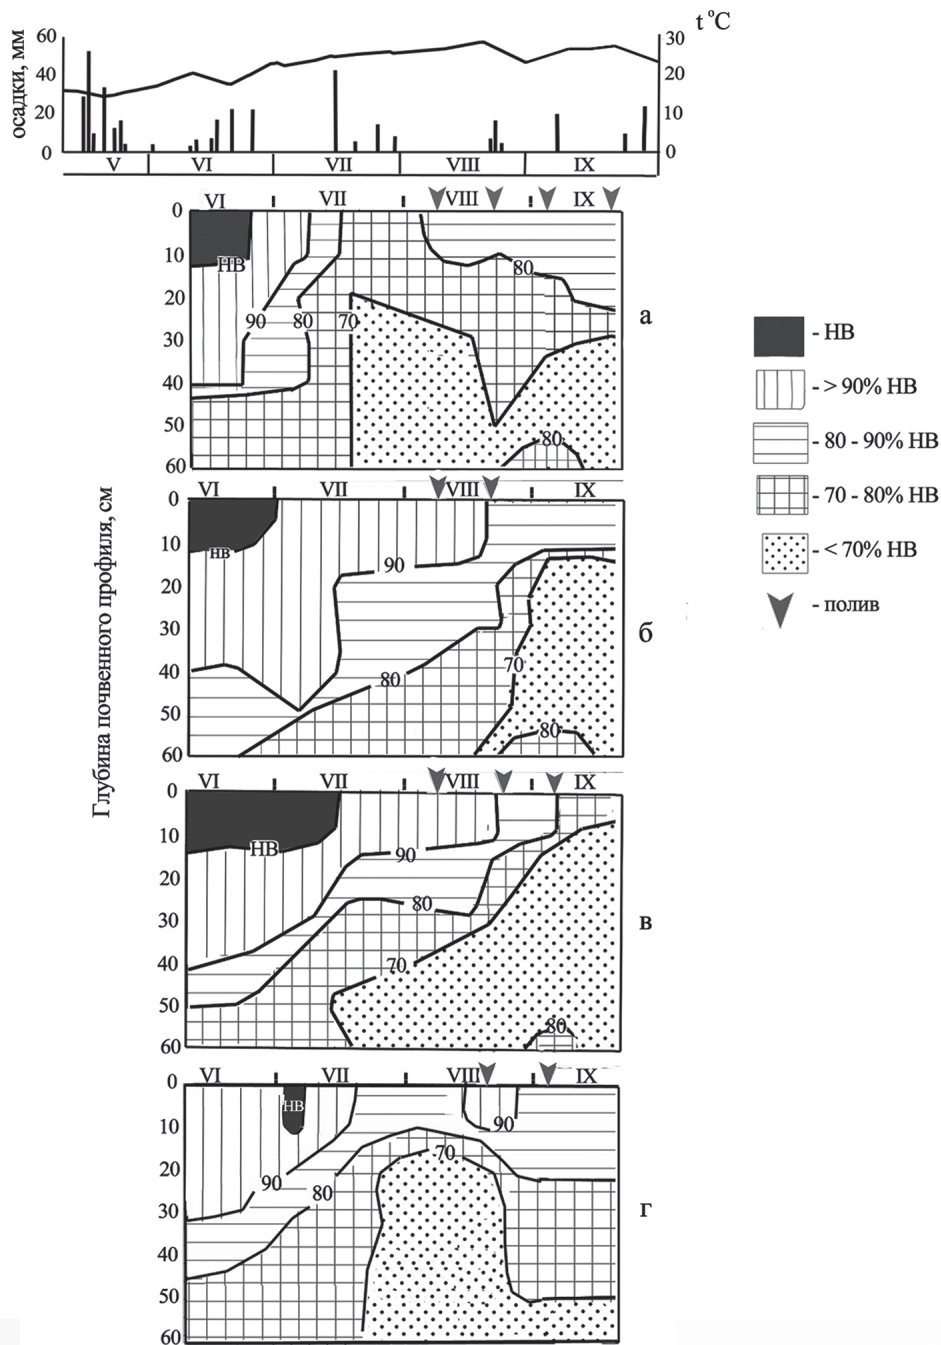 t °C
осадки, мм
60
40
20
0
30
20
10
0
V VI VII VIII IX
VI VII VIII IX
0
10
20
30
40
50
60
НВ
90 80 70
80
80
а
VI VII VIII IX
0
10
20
30
40
50
60
НВ
90
80
70
80
б
VI VII VIII IX
0
10
20
30
40
50
60
НВ
90
80
70
80
в
VI VII VIII IX
0
10
20
30
40
50
60
НВ
90
70
90
80
г
Глубина почвенного профиля, см
- НВ
- > 90% НВ
- 80 - 90% НВ
- 70 - 80% НВ
- < 70% НВ
- полив